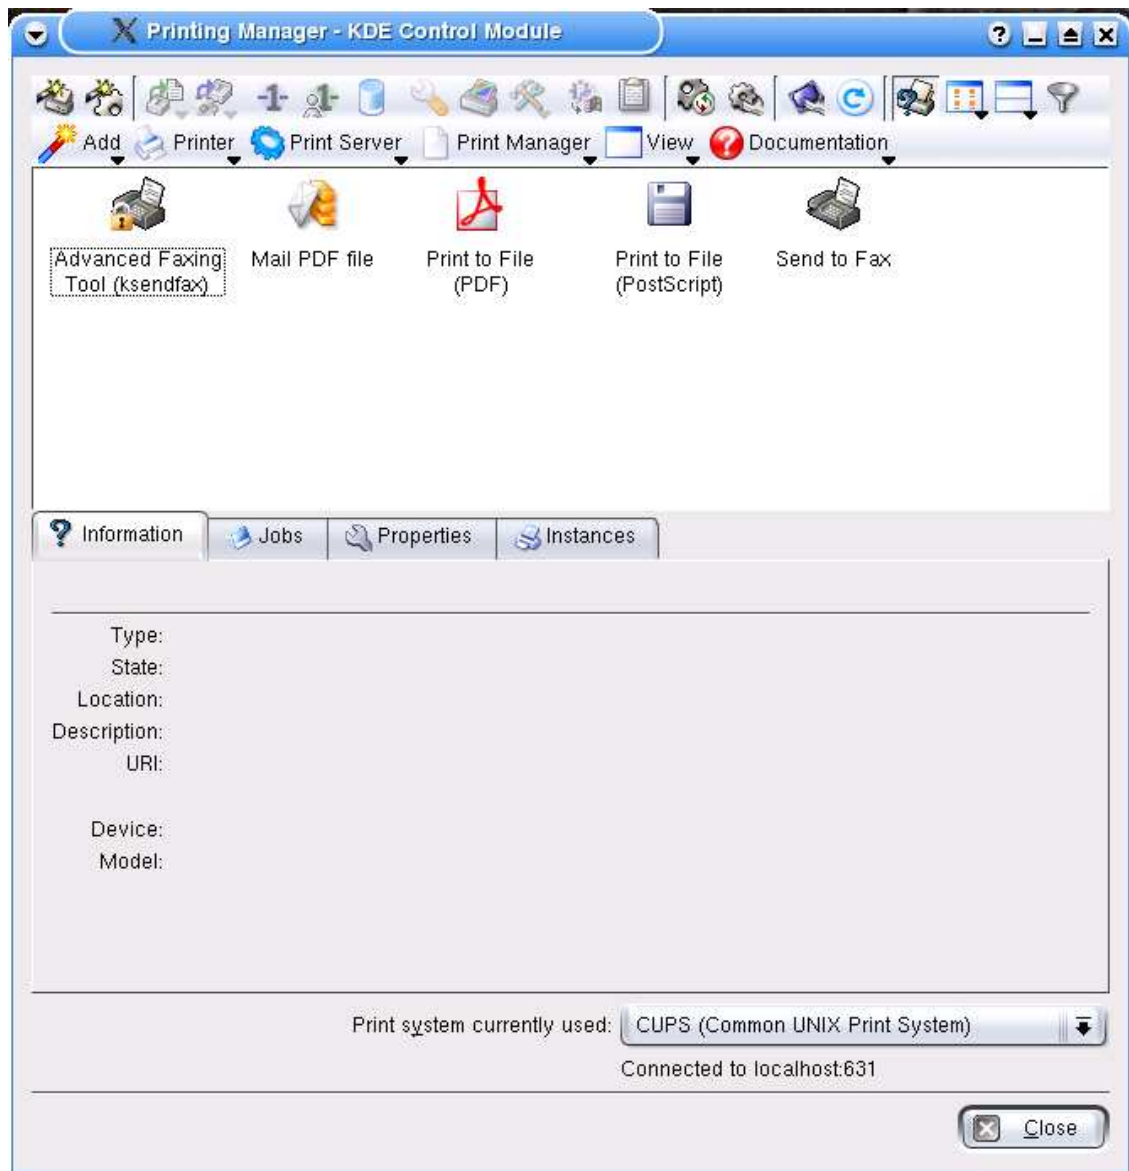 Printing Manager - KDE Control Module
-1- -1-
Add Printer Print Server Print Manager View Documentation
Advanced Faxing
Tool (ksendfax)
Mail PDF file
Print to File
(PDF)
Print to File
(PostScript)
Send to Fax
Information Jobs Properties Instances
Type:
State:
Location:
Description:
URI:
Device:
Model:
Print system currently used: CUPS (Common UNIX Print System)
Connected to localhost:631
Close